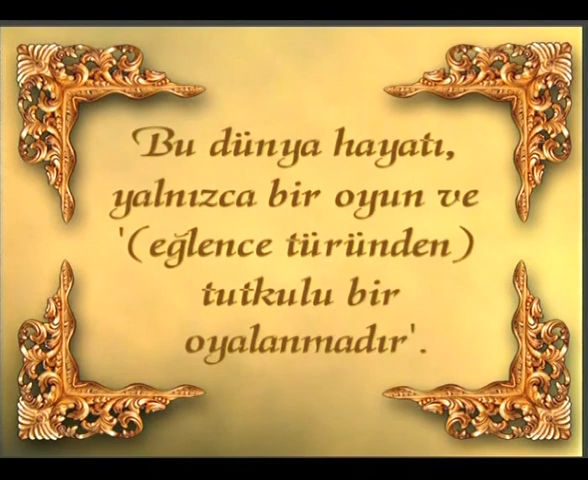 Bu dünya hayatı,
yalnızca bir oyun ve
'(eğlence türünden)
tutkulu bir
oyalanmadır'.